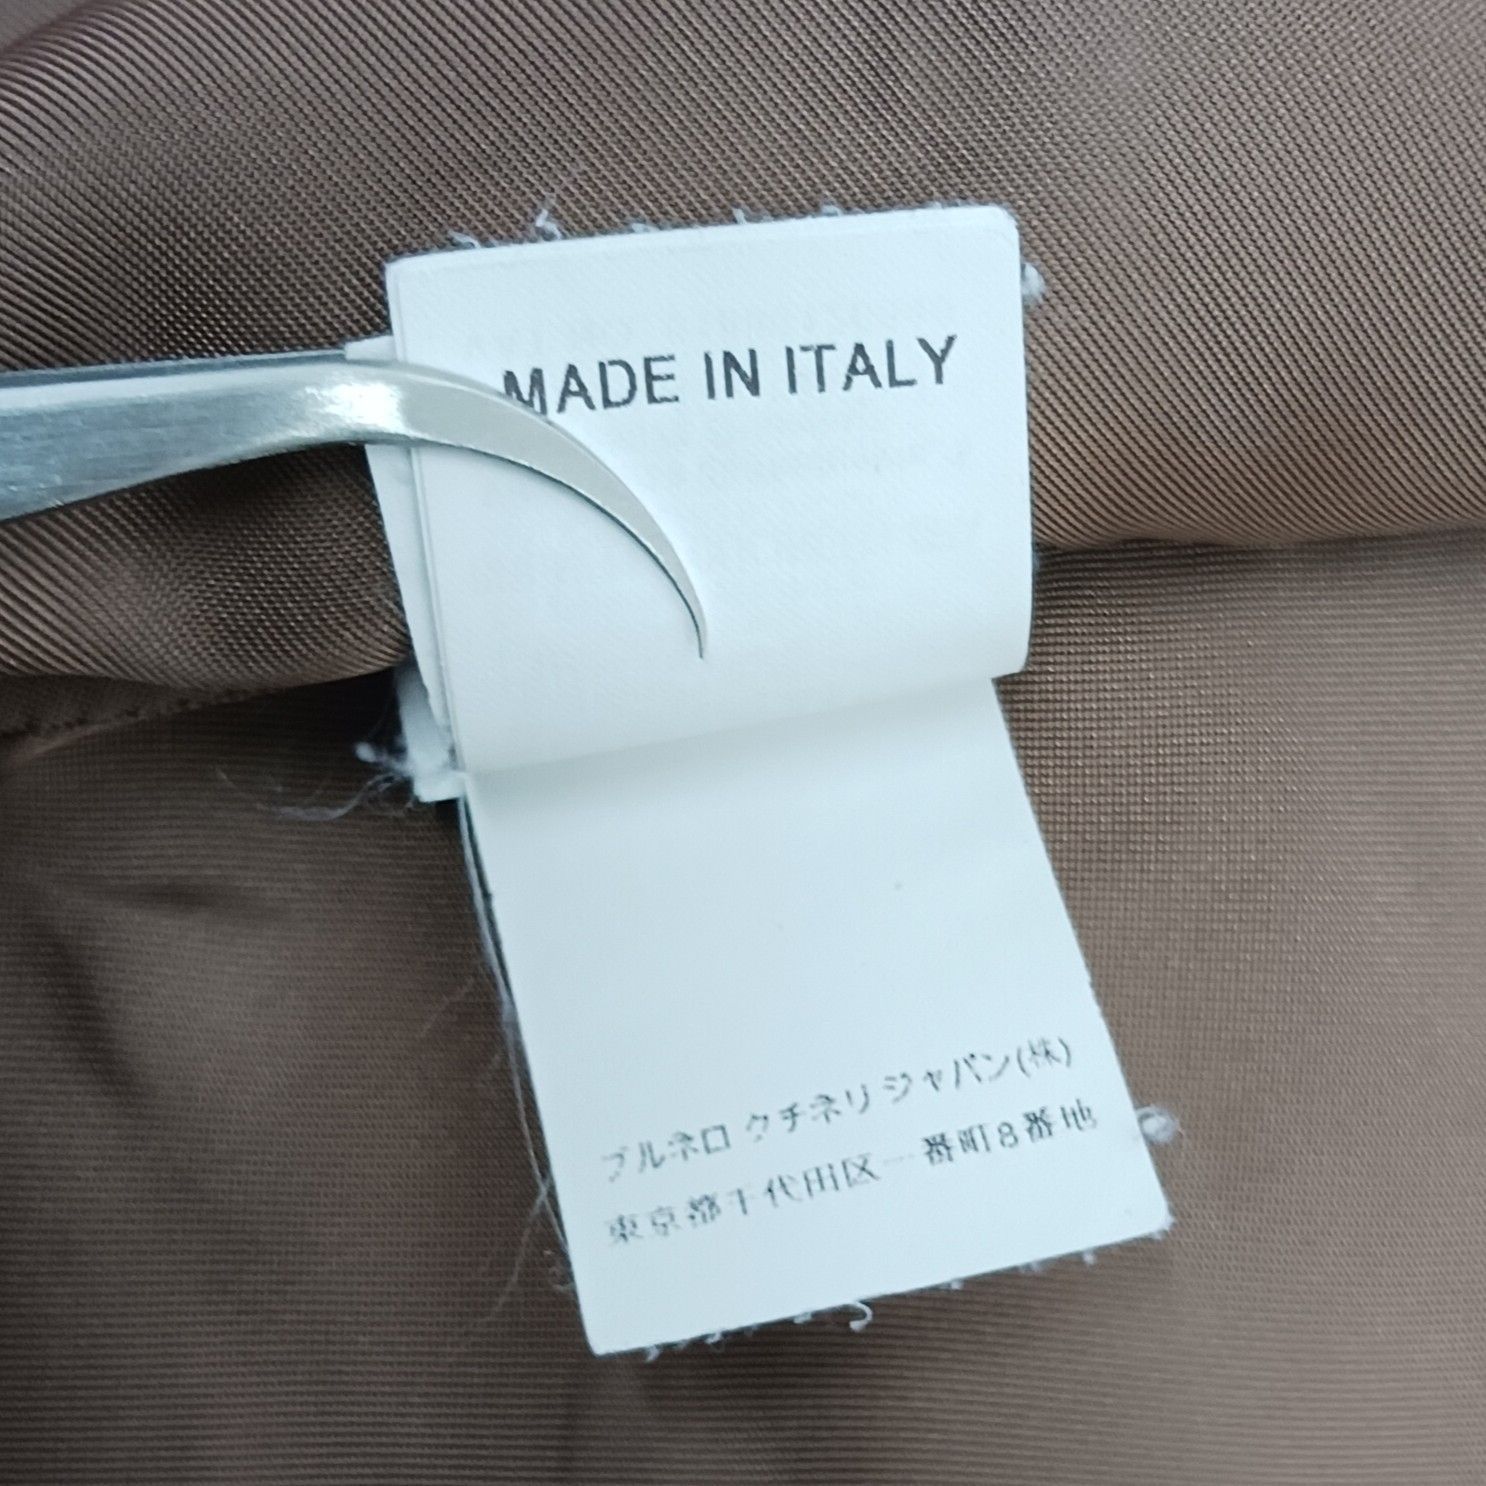 MADE IN ITALY
ブルネロ クチネリ ジャパン(株)
東京都千代田区一番町8番地